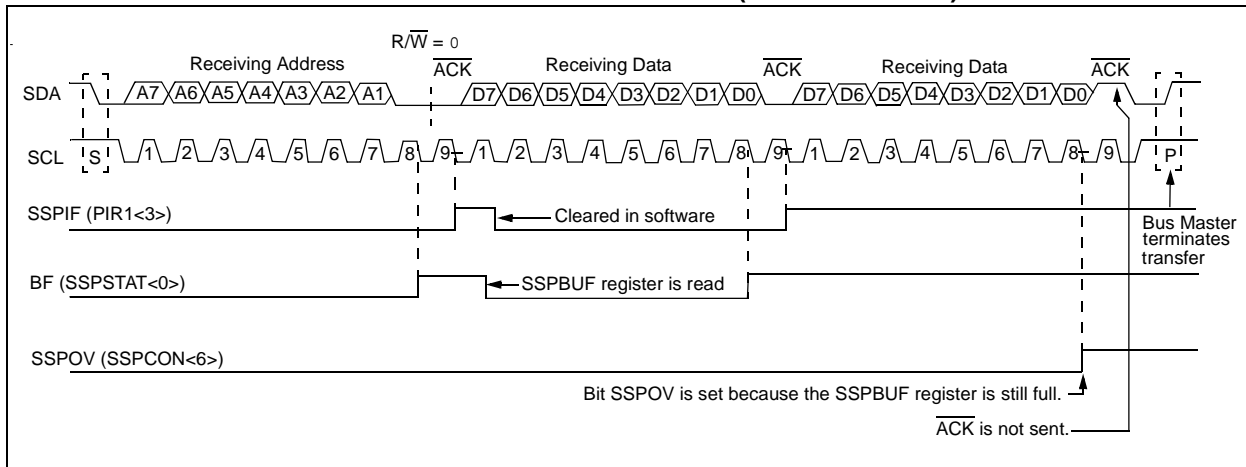 R/W = 0
Receiving Address ACK Receiving Data ACK Receiving Data ACK
SDA A7 A6 A5 A4 A3 A2 A1 D7 D6 D5 D4 D3 D2 D1 D0 D7 D6 D5 D4 D3 D2 D1 D0
SCL S 1 2 3 4 5 6 7 8 9 1 2 3 4 5 6 7 8 9 1 2 3 4 5 6 7 8 9 P
SSPIF (PIR1<3>) Cleared in software
Bus Master
terminates
transfer
BF (SSPSTAT<0>) SSPBUF register is read
SSPOV (SSPCON<6>)
Bit SSPOV is set because the SSPBUF register is still full.
ACK is not sent.